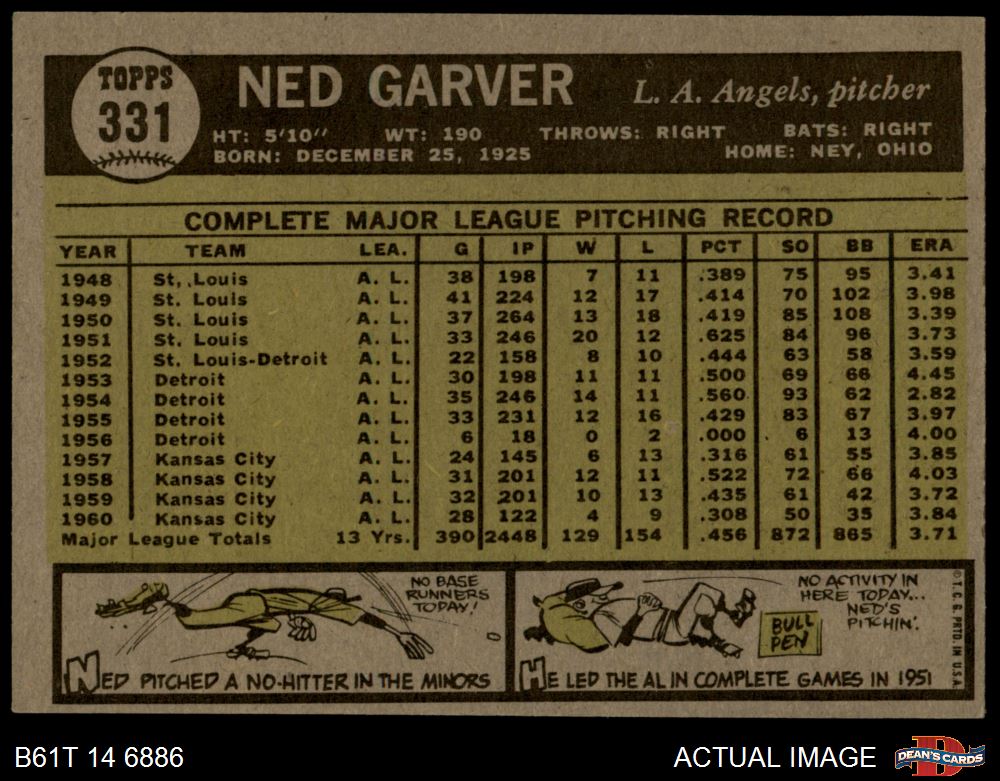 TOPPS
331
NED GARVER
L. A. Angels, pitcher
HT: 5'10" WT: 190 THROWS: RIGHT BATS: RIGHT
BORN: DECEMBER 25, 1925 HOME: NEY, OHIO
COMPLETE MAJOR LEAGUE PITCHING RECORD
YEAR TEAM LEA. G IP W L PCT SO BB ERA
1948 St. Louis A. L. 38 198 7 11 .389 75 95 3.41
1949 St. Louis A. L. 41 224 12 17 .414 70 102 3.98
1950 St. Louis A. L. 37 264 13 18 .419 85 108 3.39
1951 St. Louis A. L. 33 246 20 12 .625 84 96 3.73
1952 St. Louis-Detroit A. L. 22 158 8 10 .444 63 58 3.59
1953 Detroit A. L. 30 198 11 11 .500 69 66 4.45
1954 Detroit A. L. 35 246 14 11 .560 93 62 2.82
1955 Detroit A. L. 33 231 12 16 .429 83 67 3.97
1956 Detroit A. L. 6 18 0 2 .000 6 13 4.00
1957 Kansas City A. L. 24 145 6 13 .316 61 55 3.85
1958 Kansas City A. L. 31 201 12 11 .522 72 66 4.03
1959 Kansas City A. L. 32 201 10 13 .435 61 42 3.72
1960 Kansas City A. L. 28 122 4 9 .308 50 35 3.84
Major League Totals 13 Yrs. 390 2448 129 154 .456 872 865 3.71
NO BASE
RUNNERS
TODAY!
NED PITCHED A NO-HITTER IN THE MINORS
NO ACTIVITY IN
HERE TODAY...
NED'S
PITCHIN'.
BULL
PEN
HE LED THE AL IN COMPLETE GAMES IN 1951
© T. C. G. PRTD. IN U.S.A.
B61T 14 6886
ACTUAL IMAGE
DEAN'S CARDS